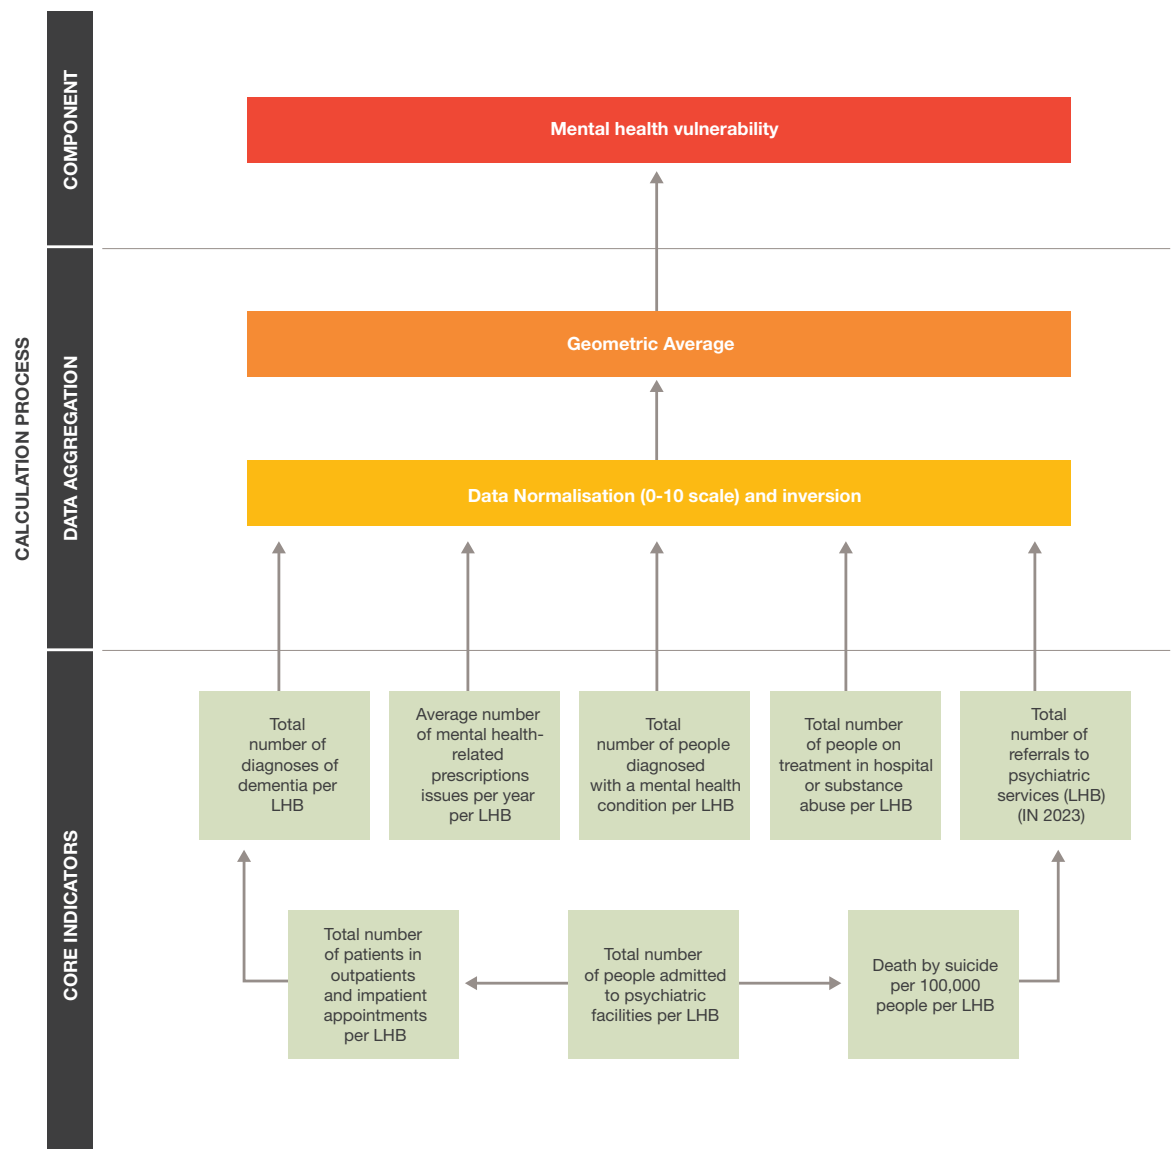 CALCULATION PROCESS
COMPONENT
Mental health vulnerability
DATA AGGREGATION
Geometric Average
Data Normalisation (0-10 scale) and inversion
CORE INDICATORS
Total
number of
diagnoses of
dementia per
LHB
Average number
of mental health-
related
prescriptions
issues per year
per LHB
Total
number of people
diagnosed
with a mental health
condition per LHB
Total number
of people on
treatment in hospital
or substance
abuse per LHB
Total
number of
referrals to
psychiatric
services (LHB)
(IN 2023)
Total number
of patients in
outpatients
and impatient
appointments
per LHB
Total number
of people admitted
to psychiatric
facilities per LHB
Death by suicide
per 100,000
people per LHB